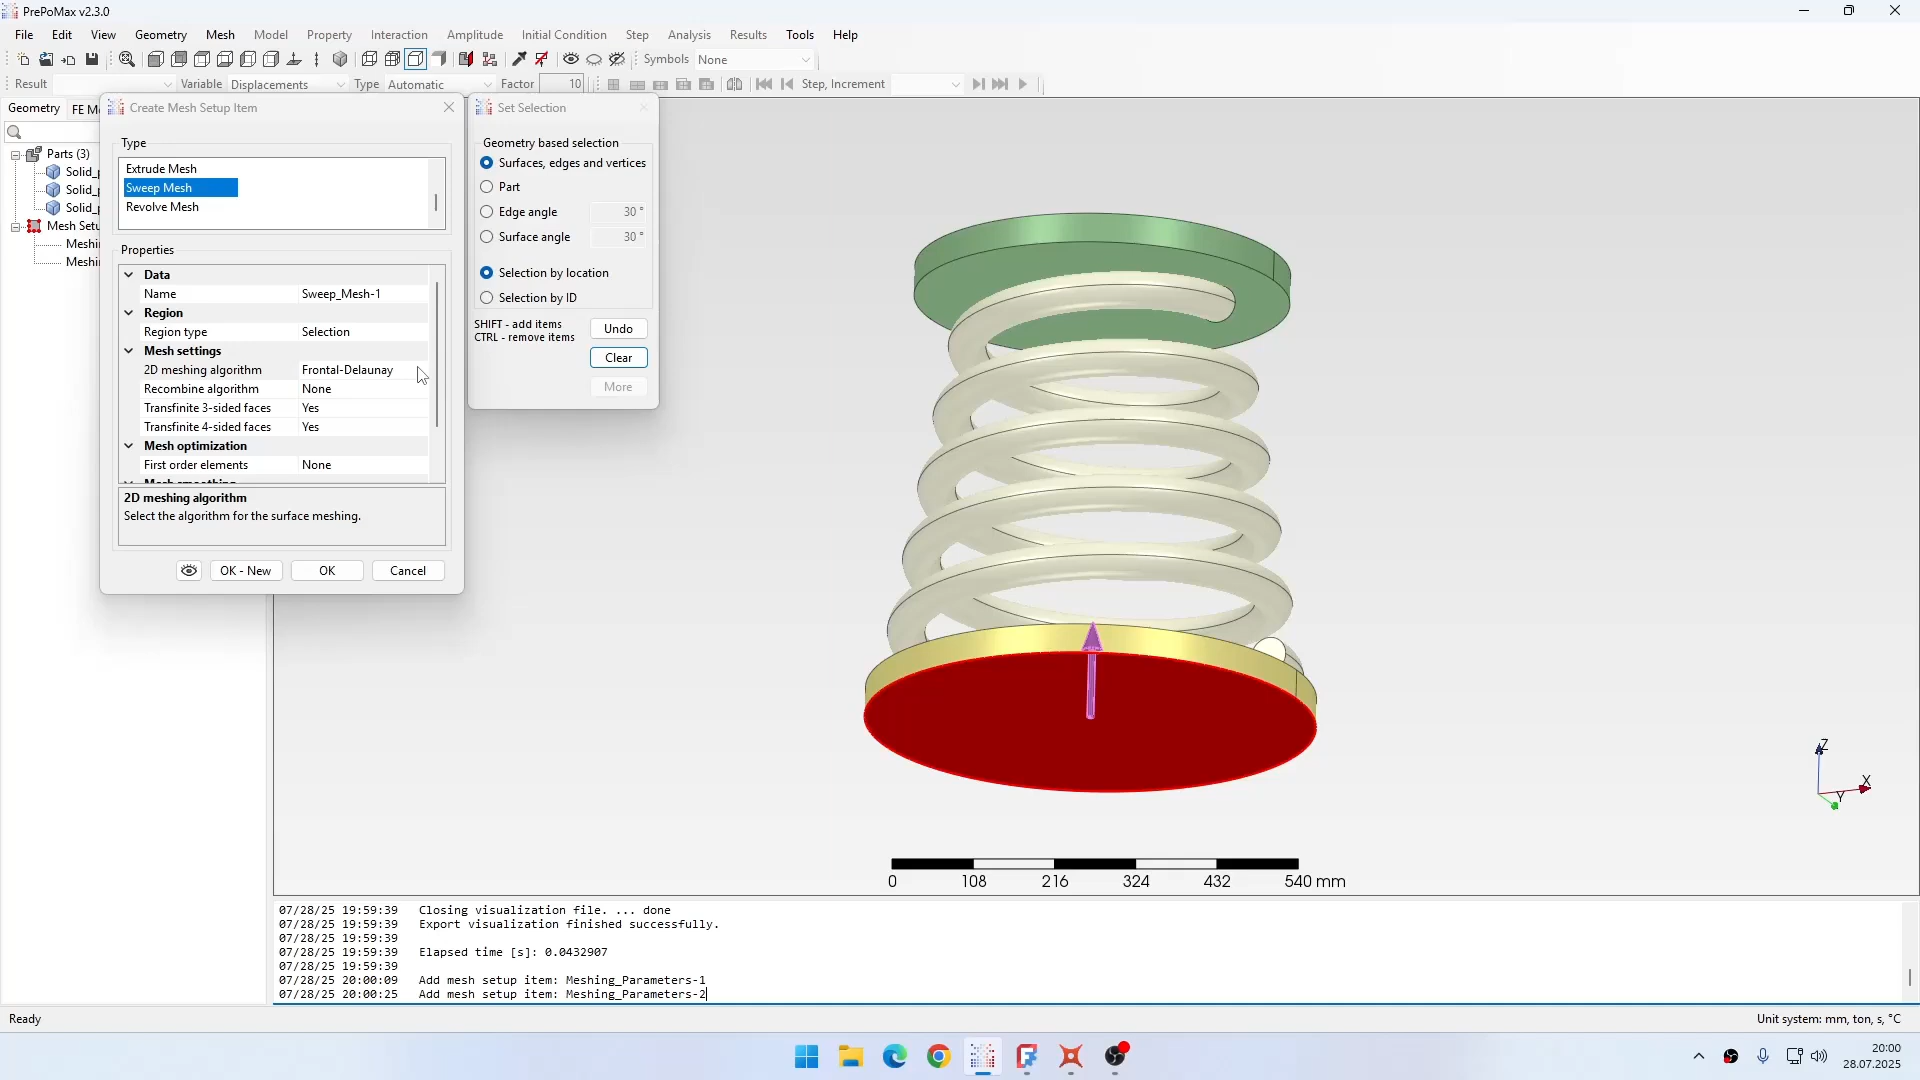 PrePoMax v2.3.0
File Edit View Geometry Mesh Model Property Interaction Amplitude Initial Condition Step Analysis Results Tools Help
Symbols None
Result Variable Displacements Type Automatic Factor 10 Step, Increment
Geometry FE M
Parts (3)
Solid_
Solid_
Solid_
Mesh Setu
Meshi
Meshi
Create Mesh Setup Item
Type
Extrude Mesh
Sweep Mesh
Revolve Mesh
Properties
Data
Name Sweep_Mesh-1
Region
Region type Selection
Mesh settings
2D meshing algorithm Frontal-Delaunay
Recombine algorithm None
Transfinite 3-sided faces Yes
Transfinite 4-sided faces Yes
Mesh optimization
First order elements None
Mesh smoothing
2D meshing algorithm
Select the algorithm for the surface meshing.
OK - New OK Cancel
Set Selection
Geometry based selection
Surfaces, edges and vertices
Part
Edge angle 30 °
Surface angle 30 °
Selection by location
Selection by ID
SHIFT - add items
CTRL - remove items
Undo
Clear
More
Z
X
Y
0 108 216 324 432 540 mm
07/28/25 19:59:39 Closing visualization file. ... done
07/28/25 19:59:39 Export visualization finished successfully.
07/28/25 19:59:39
07/28/25 19:59:39 Elapsed time [s]: 0.0432907
07/28/25 19:59:39
07/28/25 20:00:09 Add mesh setup item: Meshing_Parameters-1
07/28/25 20:00:25 Add mesh setup item: Meshing_Parameters-2
Ready
Unit system: mm, ton, s, °C
20:00
28.07.2025